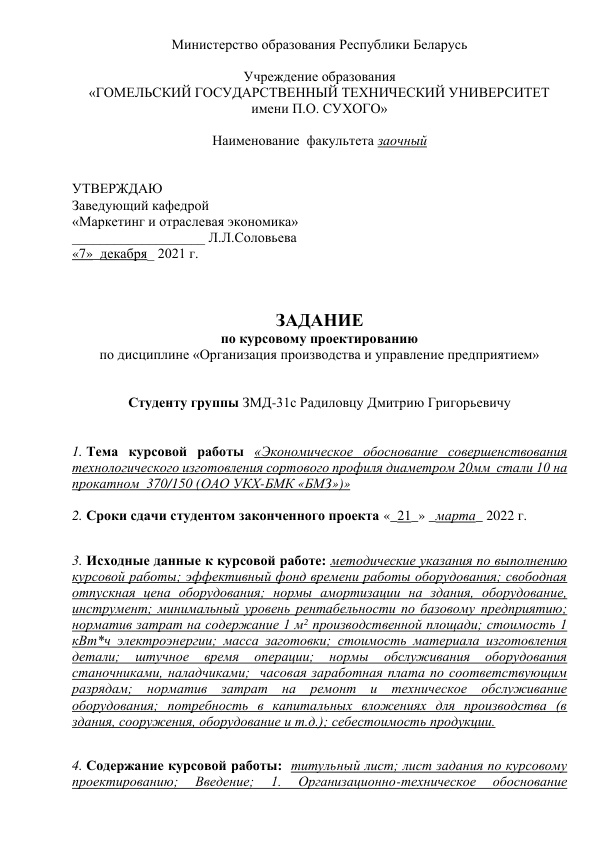 Министерство образования Республики Беларусь
Учреждение образования
«ГОМЕЛЬСКИЙ ГОСУДАРСТВЕННЫЙ ТЕХНИЧЕСКИЙ УНИВЕРСИТЕТ
имени П.О. СУХОГО»
Наименование  факультета заочный
УТВЕРЖДАЮ
Заведующий кафедрой
«Маркетинг и отраслевая экономика»
___________________ Л.Л.Соловьева
«7»_декабря_ 2021 г.
ЗАДАНИЕ
по курсовому проектированию
по дисциплине «Организация производства и управление предприятием»
Студенту группы ЗМД-31с Радиловцу Дмитрию Григорьевичу
1. Тема курсовой работы «Экономическое обоснование совершенствования
технологического изготовления сортового профиля диаметром 20мм  стали 10 на
прокатном  370/150 (ОАО УКХ-БМК «БМЗ»)»
2. Сроки сдачи студентом законченного проекта «_21_» _марта_ 2022 г.
3. Исходные данные к курсовой работе: методические указания по выполнению
курсовой работы; эффективный фонд времени работы оборудования; свободная
отпускная цена оборудования; нормы амортизации на здания, оборудование,
инструмент; минимальный уровень рентабельности по базовому предприятию;
норматив затрат на содержание 1 м² производственной площади; стоимость 1
кВт*ч электроэнергии; масса заготовки; стоимость материала изготовления
детали; штучное время операции; нормы обслуживания оборудования
станочниками, наладчиками;  часовая заработная плата по соответствующим
разрядам; норматив затрат на ремонт и техническое обслуживание
оборудования; потребность в капитальных вложениях для производства (в
здания, сооружения, оборудование и т.д.); себестоимость продукции.
4. Содержание курсовой работы:  титульный лист; лист задания по курсовому
проектированию; Введение; 1. Организационно-техническое обоснование